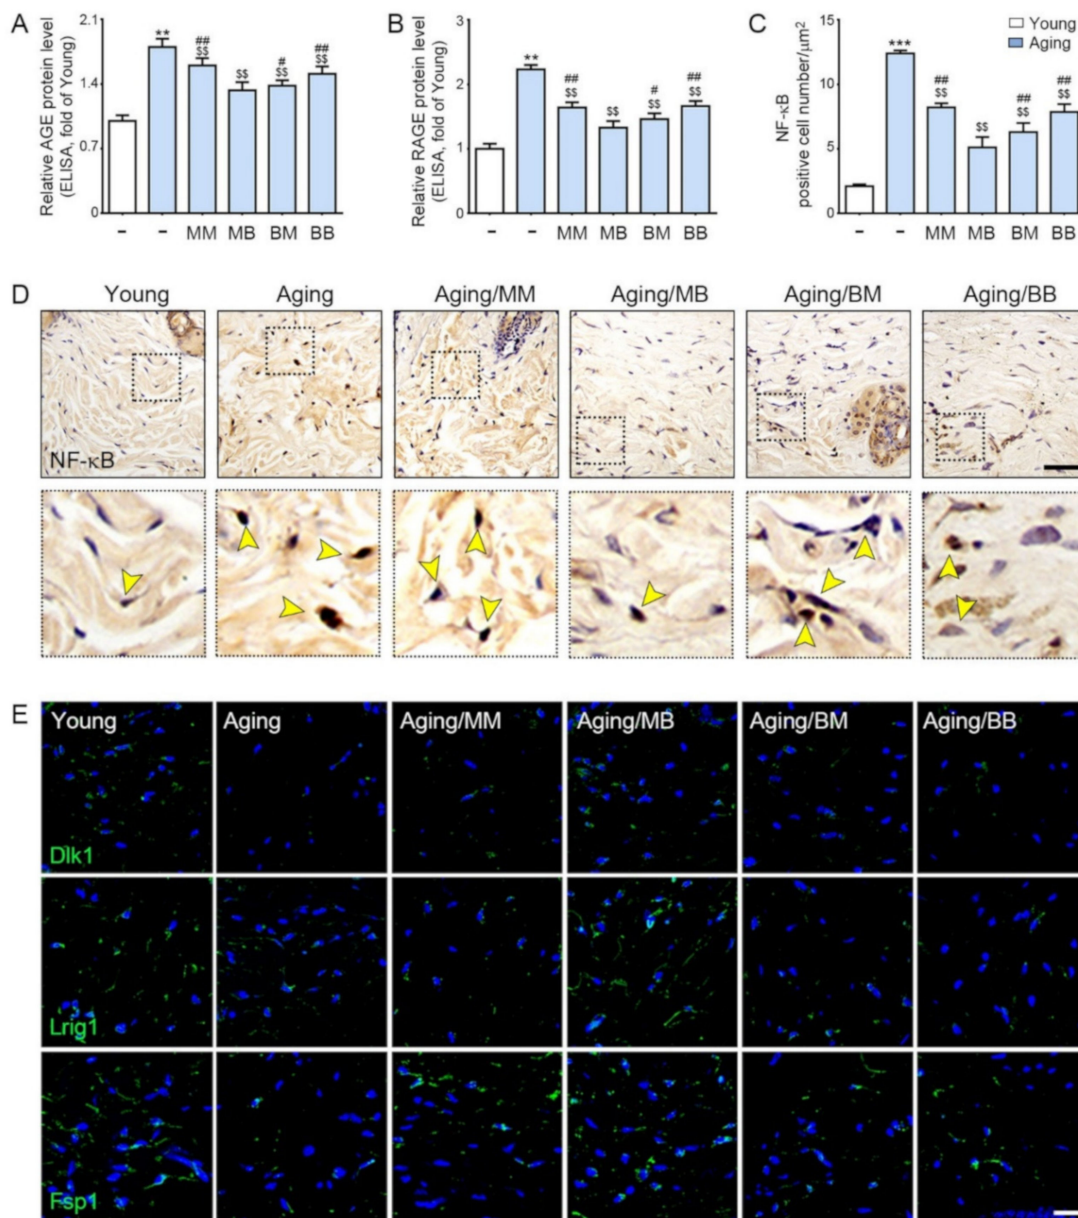 A
Relative AGE protein level
(ELISA, fold of Young)
2.1
1.4
0.7
0
**
##
$$
$$
#
$$
##
$$
-
-
MM
MB
BM
BB
B
Relative RAGE protein level
(ELISA, fold of Young)
3
2
1
0
**
##
$$
$$
#
$$
##
$$
-
-
MM
MB
BM
BB
C
NF-κB
positive cell number/μm²
15
10
5
0
***
##
$$
$$
##
$$
##
$$
Young
Aging
-
-
MM
MB
BM
BB
D
Young
Aging
Aging/MM
Aging/MB
Aging/BM
Aging/BB
NF-κB
E
Young
Aging
Aging/MM
Aging/MB
Aging/BM
Aging/BB
Dlk1
Lrig1
Fsp1